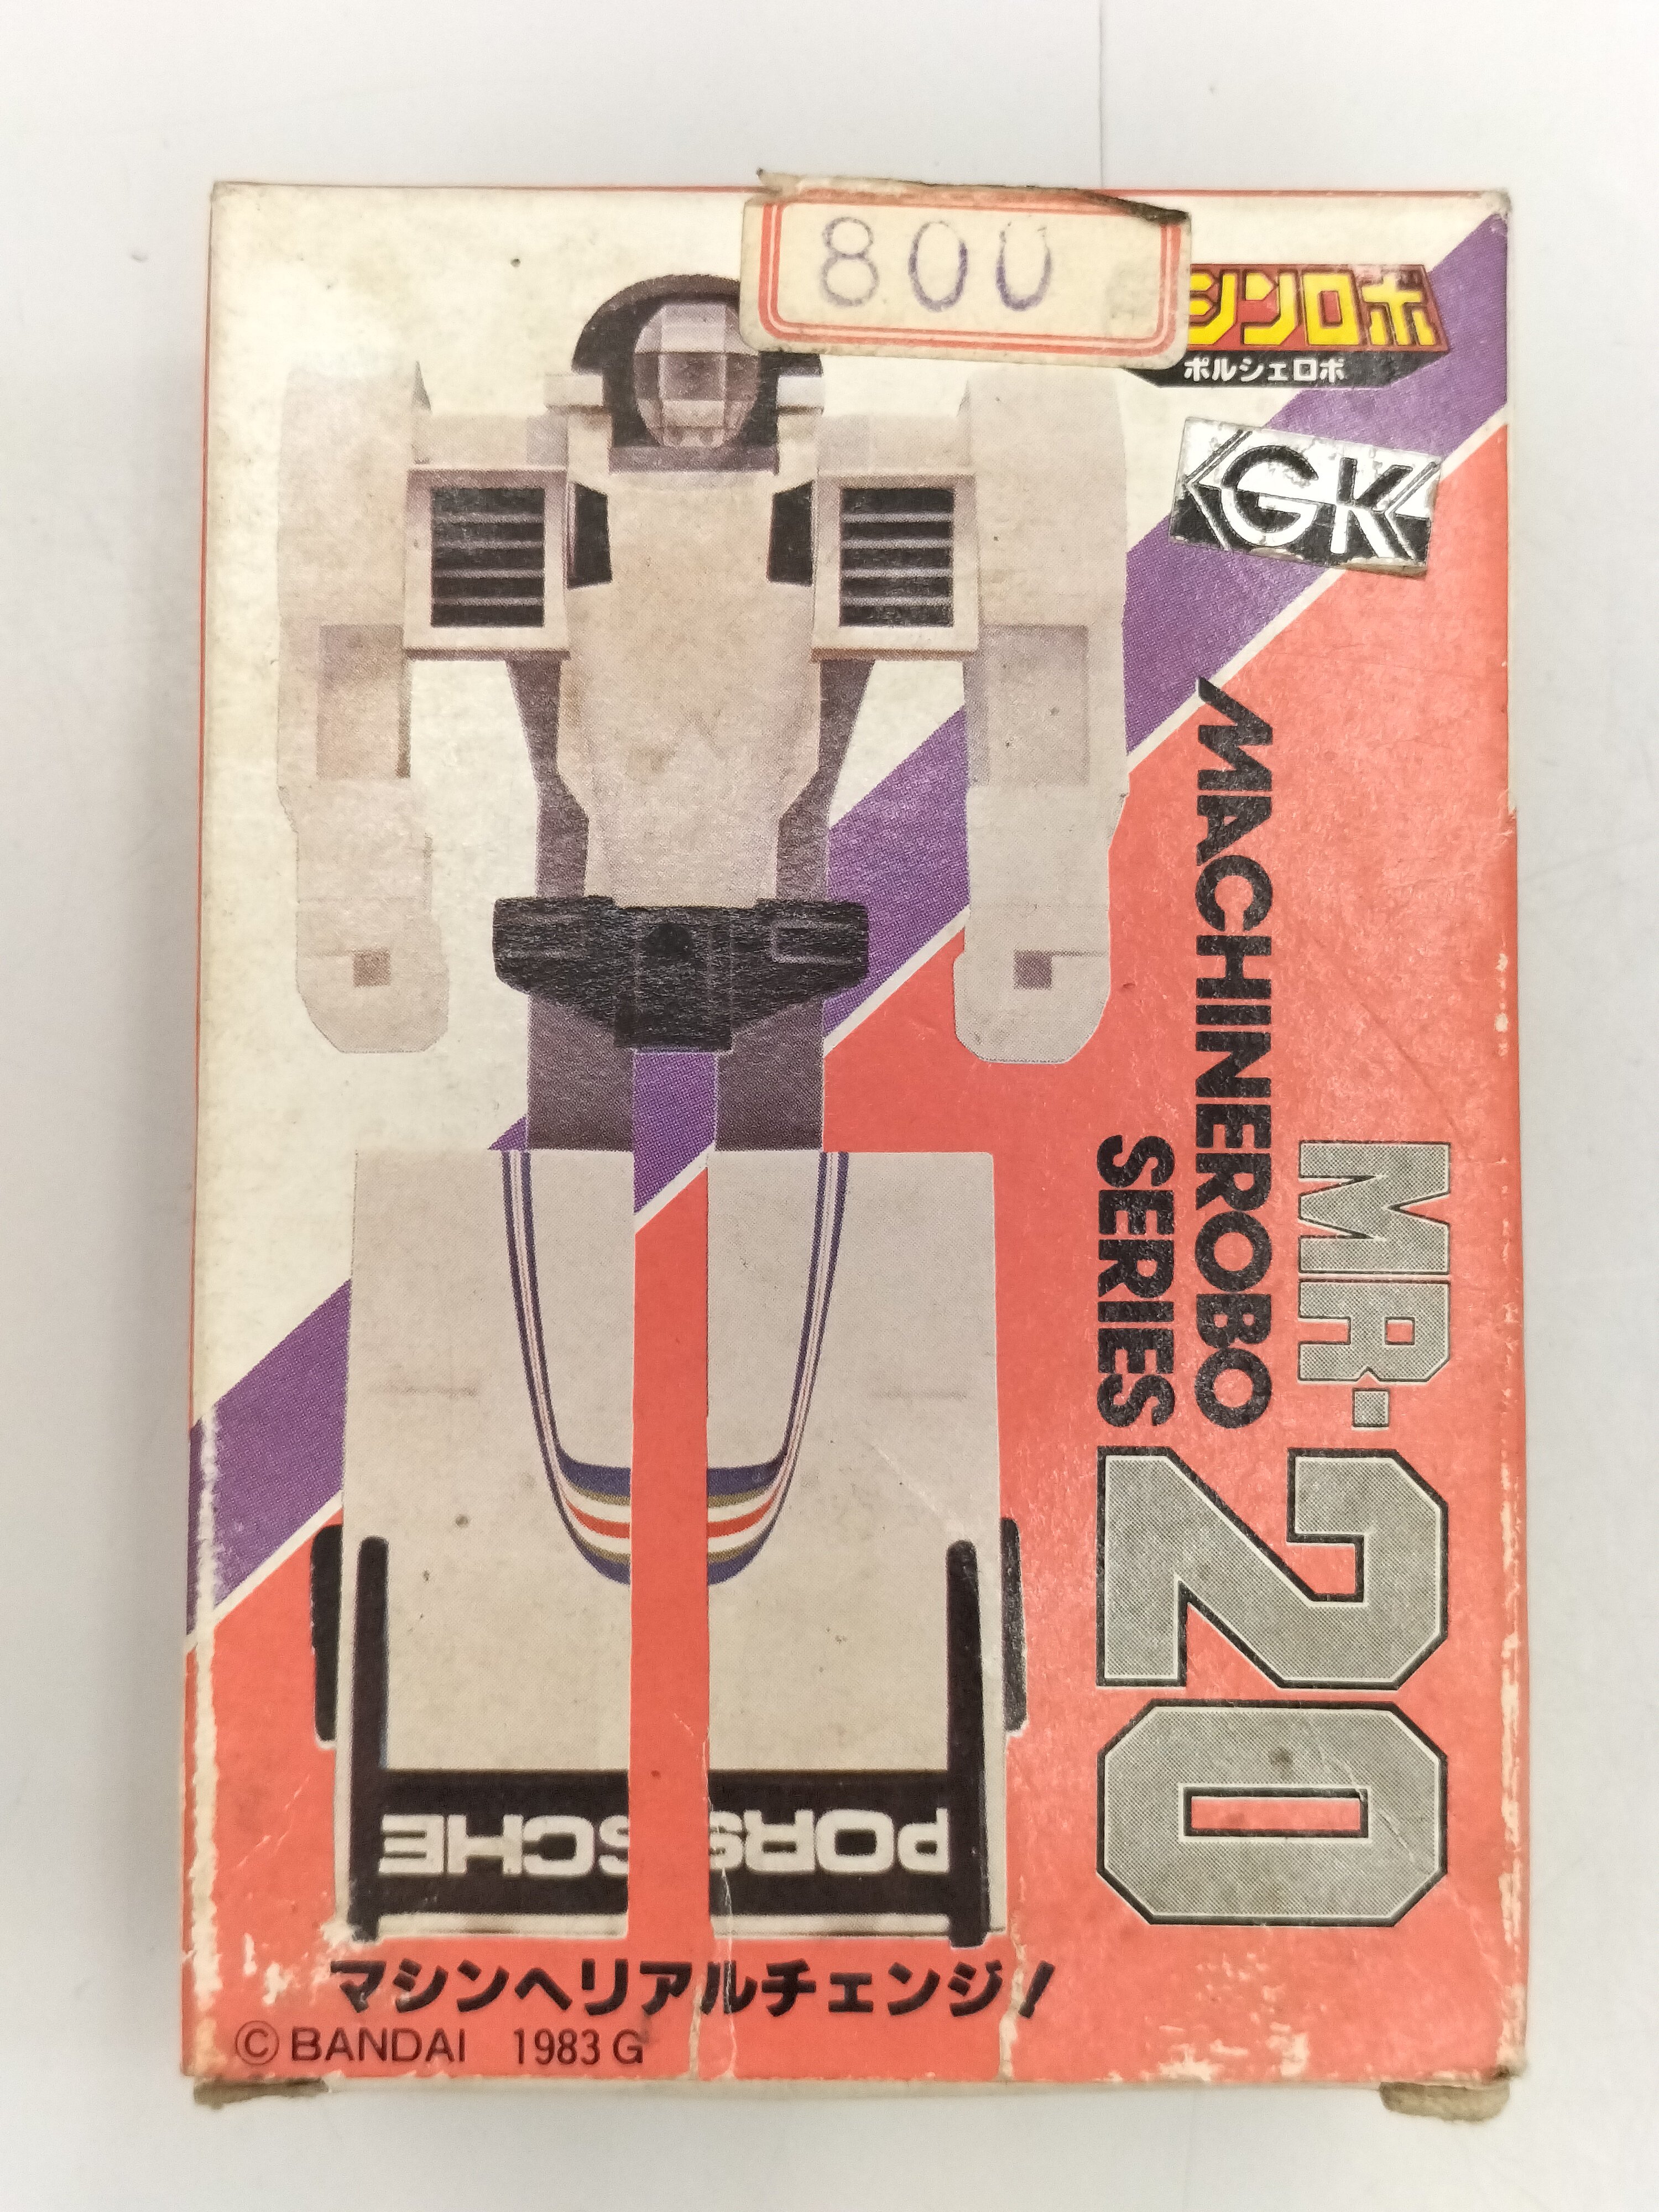 800
シンロボ
ポルシェロボ
GK
MACHINEROBO
SERIES
MR-20
PORSCHE
マシンへリアルチェンジ!
© BANDAI 1983 G